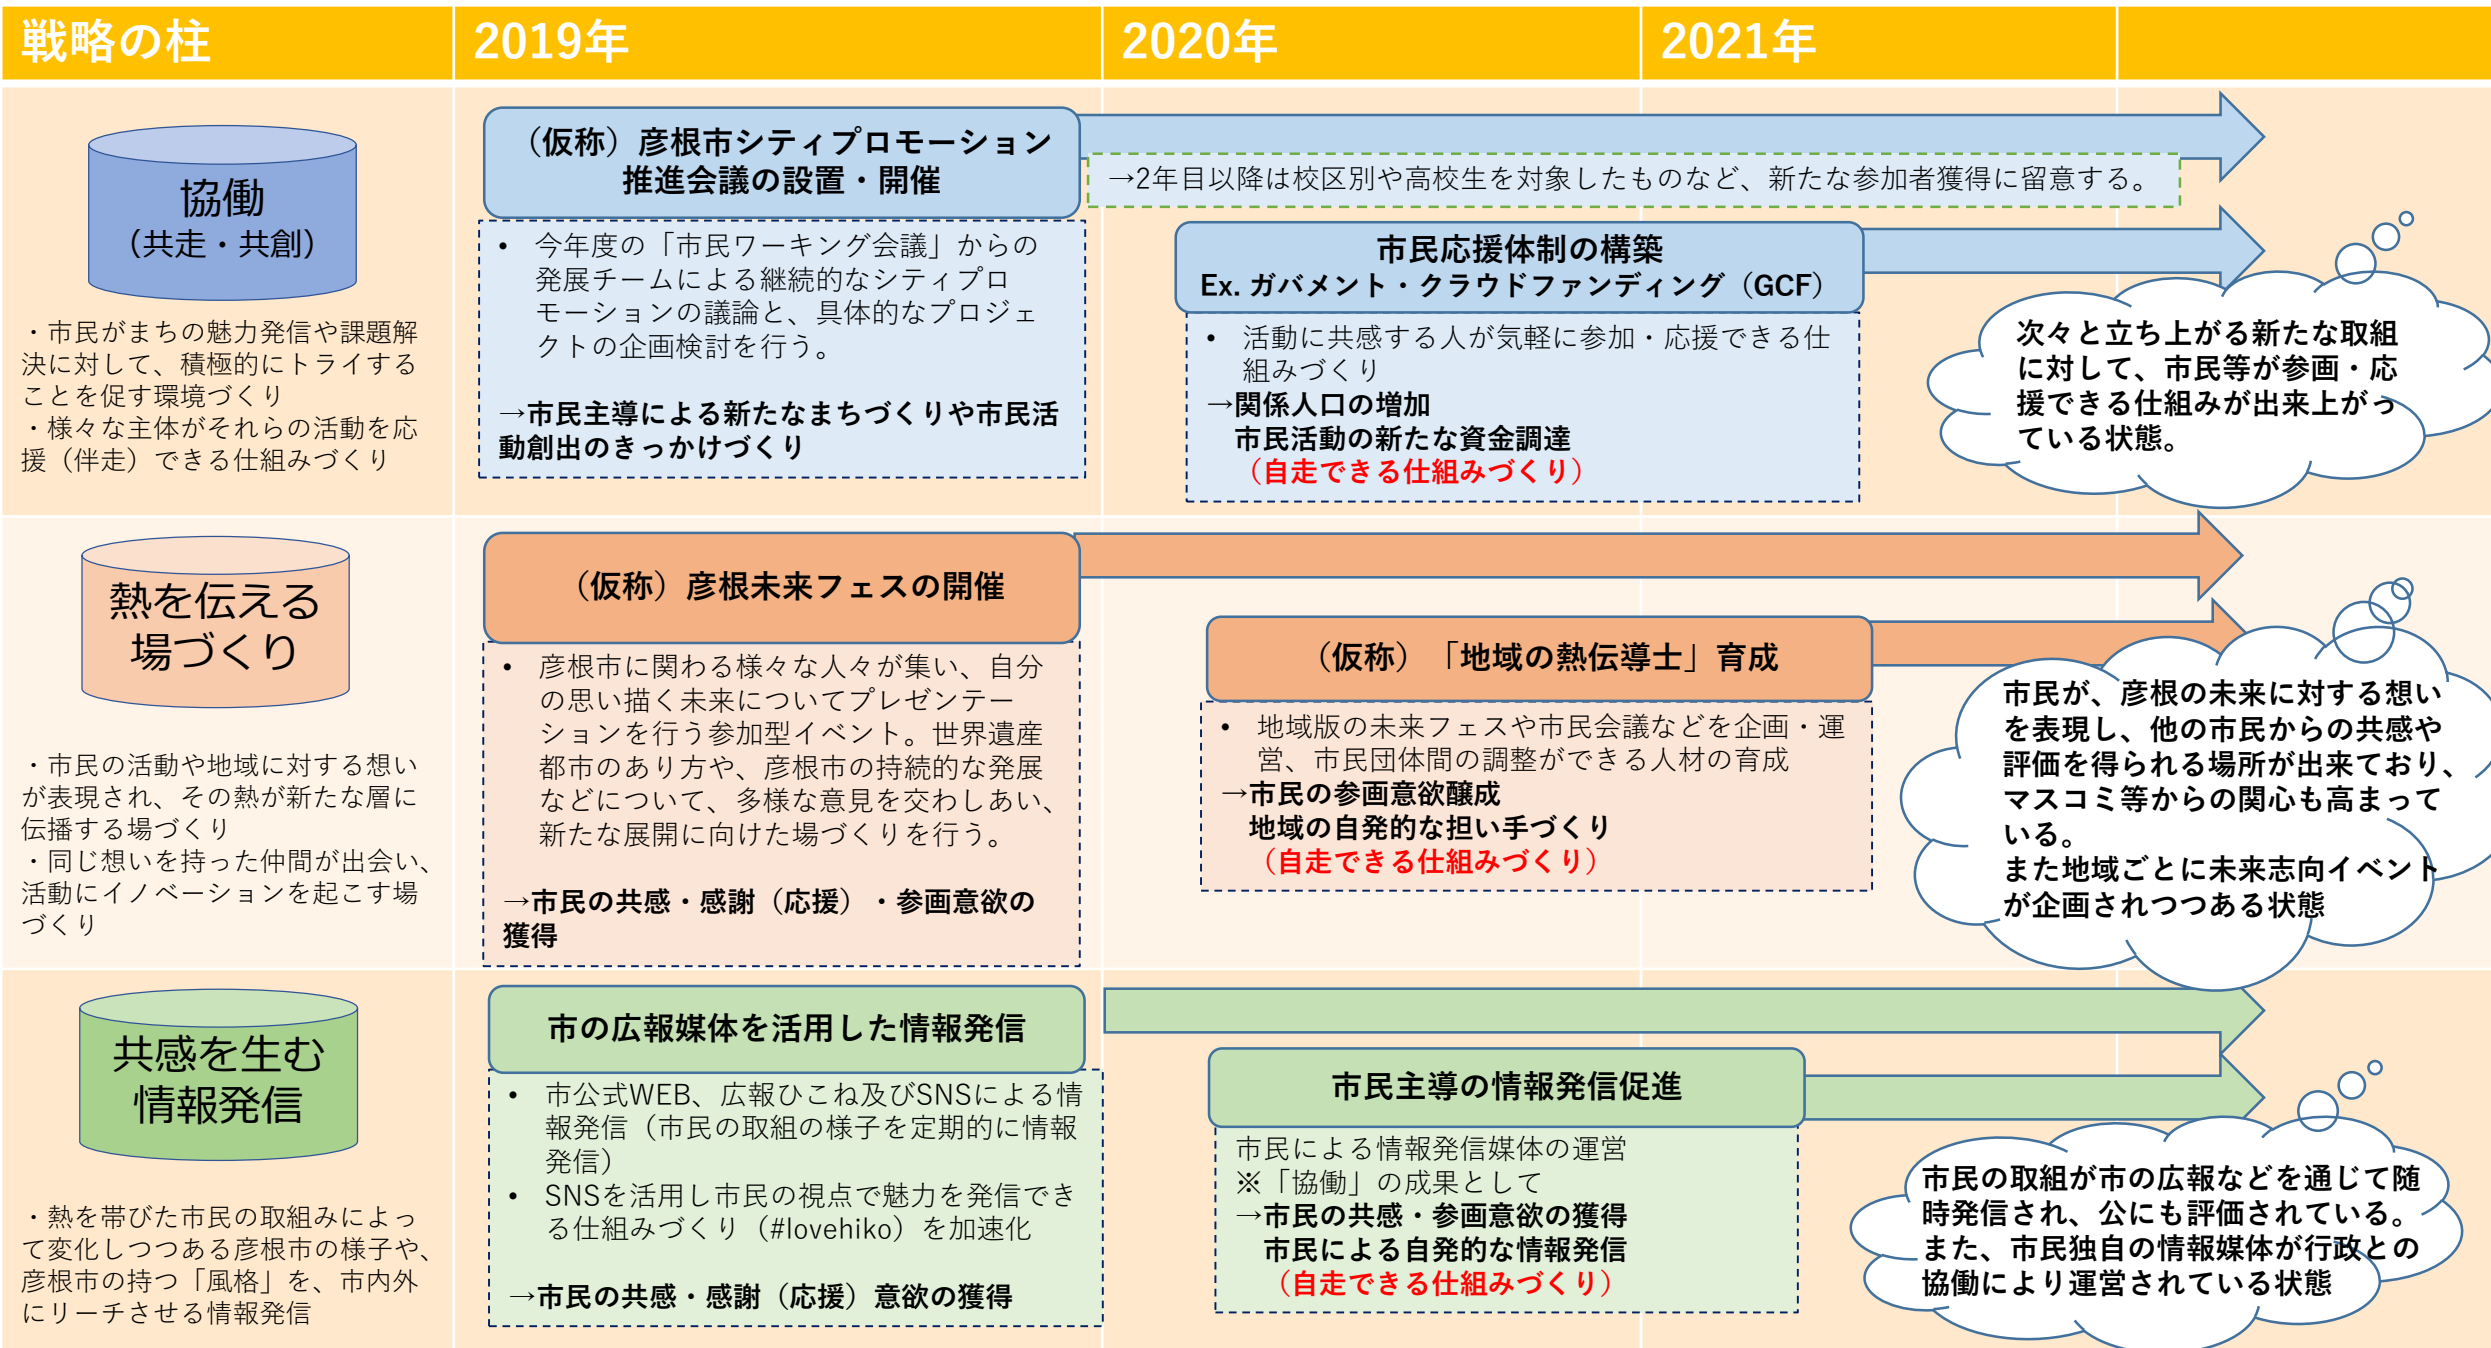 戦略の柱
2019年
2020年
2021年
協働
（共走・共創）
・市民がまちの魅力発信や課題解
決に対して、積極的にトライする
ことを促す環境づくり
・様々な主体がそれらの活動を応
援（伴走）できる仕組みづくり
（仮称）彦根市シティプロモーション
推進会議の設置・開催
• 今年度の「市民ワーキング会議」からの
発展チームによる継続的なシティプロ
モーションの議論と、具体的なプロジェ
クトの企画検討を行う。
→市民主導による新たなまちづくりや市民活
動創出のきっかけづくり
→2年目以降は校区別や高校生を対象したものなど、新たな参加者獲得に留意する。
市民応援体制の構築
Ex. ガバメント・クラウドファンディング（GCF）
• 活動に共感する人が気軽に参加・応援できる仕
組みづくり
→関係人口の増加
市民活動の新たな資金調達
（自走できる仕組みづくり）
次々と立ち上がる新たな取組
に対して、市民等が参画・応
援できる仕組みが出来上がっ
ている状態。
熱を伝える
場づくり
・市民の活動や地域に対する想い
が表現され、その熱が新たな層に
伝播する場づくり
・同じ想いを持った仲間が出会い、
活動にイノベーションを起こす場
づくり
（仮称）彦根未来フェスの開催
• 彦根市に関わる様々な人々が集い、自分
の思い描く未来についてプレゼンテー
ションを行う参加型イベント。世界遺産
都市のあり方や、彦根市の持続的な発展
などについて、多様な意見を交わしあい、
新たな展開に向けた場づくりを行う。
→市民の共感・感謝（応援）・参画意欲の
獲得
（仮称）「地域の熱伝導士」育成
• 地域版の未来フェスや市民会議などを企画・運
営、市民団体間の調整ができる人材の育成
→市民の参画意欲醸成
地域の自発的な担い手づくり
（自走できる仕組みづくり）
市民が、彦根の未来に対する想い
を表現し、他の市民からの共感や
評価を得られる場所が出来ており、
マスコミ等からの関心も高まって
いる。
また地域ごとに未来志向イベント
が企画されつつある状態
共感を生む
情報発信
・熱を帯びた市民の取組みによっ
て変化しつつある彦根市の様子や、
彦根市の持つ「風格」を、市内外
にリーチさせる情報発信
市の広報媒体を活用した情報発信
• 市公式WEB、広報ひこね及びSNSによる情
報発信（市民の取組の様子を定期的に情報
発信）
• SNSを活用し市民の視点で魅力を発信でき
る仕組みづくり（#lovehiko）を加速化
→市民の共感・感謝（応援）意欲の獲得
市民主導の情報発信促進
市民による情報発信媒体の運営
※「協働」の成果として
→市民の共感・参画意欲の獲得
市民による自発的な情報発信
（自走できる仕組みづくり）
市民の取組が市の広報などを通じて随
時発信され、公にも評価されている。
また、市民独自の情報媒体が行政との
協働により運営されている状態